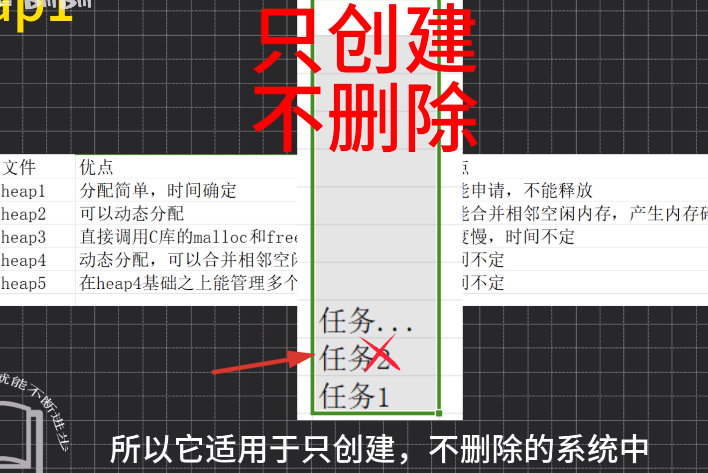 只创建
不删除
文件 优点 点
heap1 分配简单，时间确定 能申请，不能释放
heap2 可以动态分配 能合并相邻空闲内存，产生内存碎
heap3 直接调用C库的malloc和free 度慢，时间不定
heap4 动态分配，可以合并相邻空闲 间不定
heap5 在heap4基础之上能管理多个 间不定
任务...
任务2
任务1
就能不断进步
所以它适用于只创建，不删除的系统中